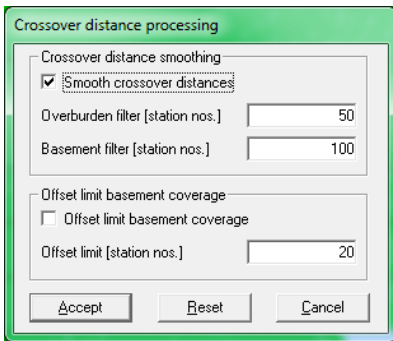 Crossover distance processing
Crossover distance smoothing
Smooth crossover distances
Overburden filter [station nos.] 50
Basement filter [station nos.] 100
Offset limit basement coverage
Offset limit basement coverage
Offset limit [station nos.] 20
Accept Reset Cancel